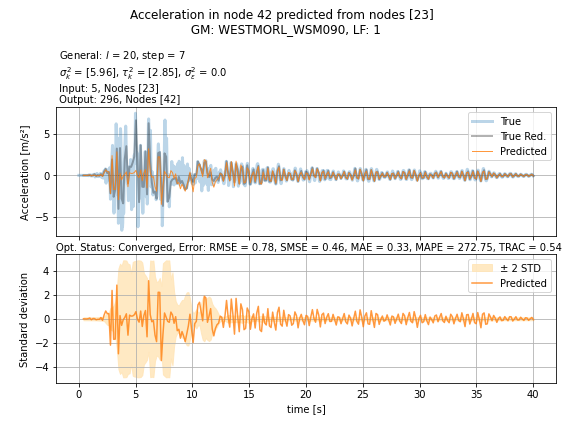 Acceleration in node 42 predicted from nodes [23]
GM: WESTMORL_WSM090, LF: 1
General: l = 20, step = 7
σ²ₖ = [5.96], τ²ₖ = [2.85], σ²ε = 0.0
Input: 5, Nodes [23]
Output: 296, Nodes [42]
Acceleration [m/s²]
5
0
−5
True
True Red.
Predicted
Opt. Status: Converged, Error: RMSE = 0.78, SMSE = 0.46, MAE = 0.33, MAPE = 272.75, TRAC = 0.54
Standard deviation
4
2
0
−2
−4
± 2 STD
Predicted
0 5 10 15 20 25 30 35 40
time [s]